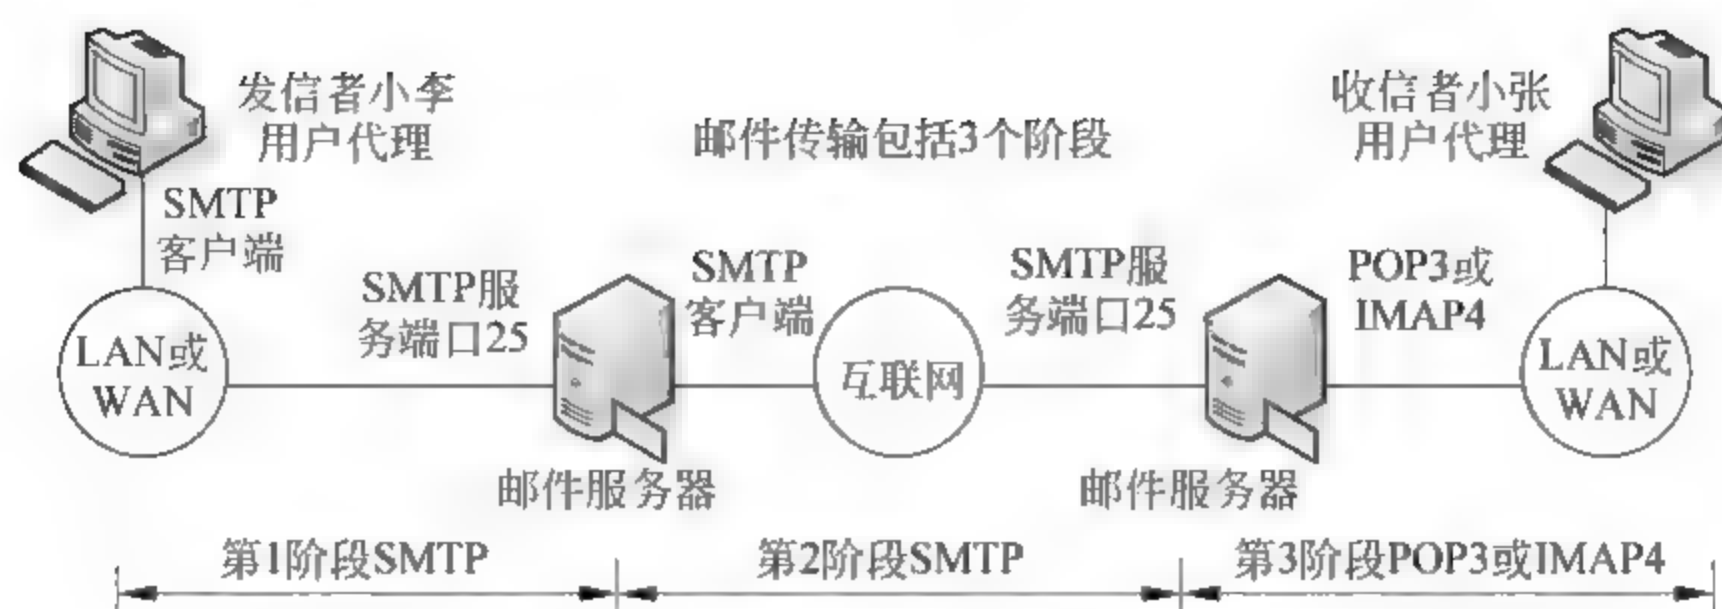 发信者小李
用户代理
邮件传输包括3个阶段
收信者小张
用户代理
SMTP
客户端
SMTP服
务端口25
SMTP
客户端
SMTP服
务端口25
POP3或
IMAP4
LAN或
WAN
互联网
LAN或
WAN
邮件服务器
邮件服务器
第1阶段SMTP
第2阶段SMTP
第3阶段POP3或IMAP4